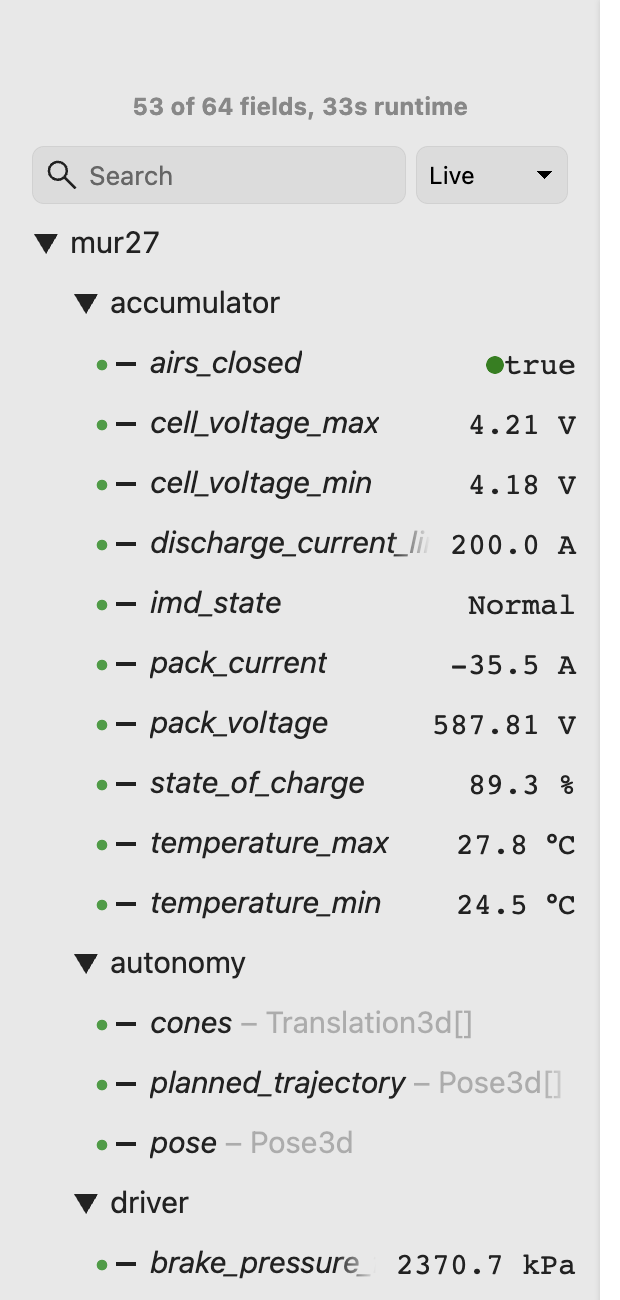 53 of 64 fields, 33s runtime
Search Live
mur27
accumulator
airs_closed true
cell_voltage_max 4.21 V
cell_voltage_min 4.18 V
discharge_current_li 200.0 A
imd_state Normal
pack_current −35.5 A
pack_voltage 587.81 V
state_of_charge 89.3 %
temperature_max 27.8 °C
temperature_min 24.5 °C
autonomy
cones – Translation3d[]
planned_trajectory – Pose3d[]
pose – Pose3d
driver
brake_pressure_ 2370.7 kPa